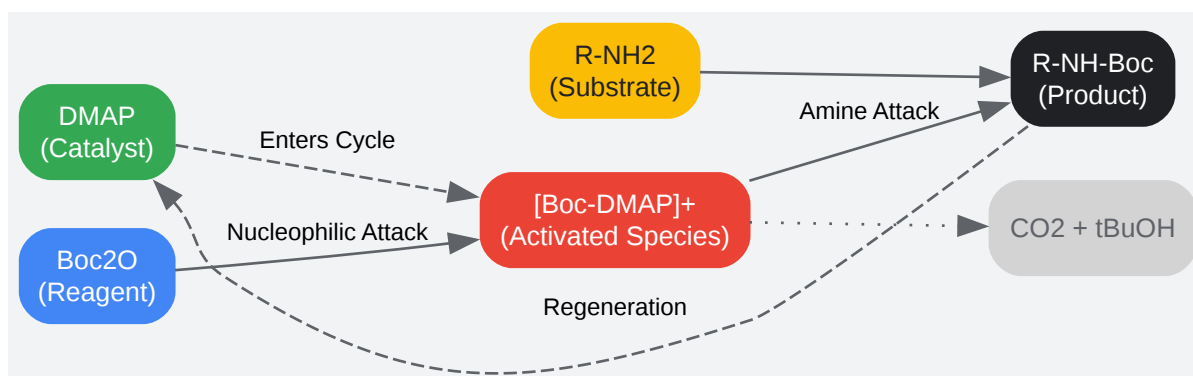 R-NH2
(Substrate)
R-NH-Boc
(Product)
DMAP
(Catalyst)
Amine Attack
Enters Cycle
[Boc-DMAP]+
(Activated Species)
Nucleophilic Attack
CO2 + tBuOH
Boc2O
(Reagent)
Regeneration